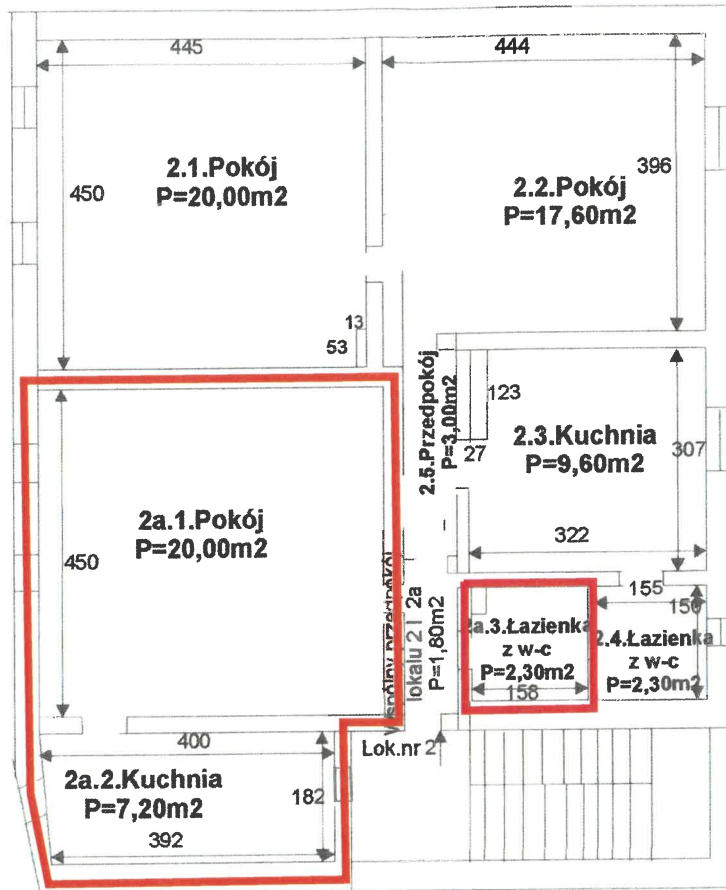 445
444
2.1.Pokój
P=20,00m2
450
396
2.2.Pokój
P=17,60m2
13
53
2.5.Przedpokój
P=3,00m2
123
27
2.3.Kuchnia
P=9,60m2
307
322
2a.1.Pokój
P=20,00m2
450
Wspólny przedpokój
lokalu 2 i 2a
P=1,80m2
155
150
2a.3.Łazienka
z w-c
P=2,30m2
158
2.4.Łazienka
z w-c
P=2,30m2
400
Lok.nr 2
2a.2.Kuchnia
P=7,20m2
182
392